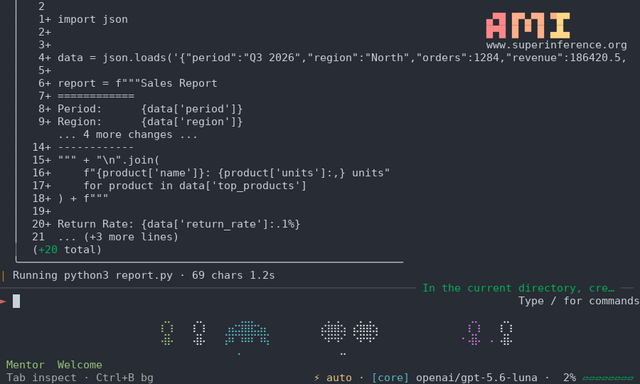 2
1+ import json
AMI
2+
3+ www.superinference.org
4+ data = json.loads('{"period":"Q3 2026","region":"North","orders":1284,"revenue":186420.5,
5+
6+ report = f"""Sales Report
7+ ============
8+ Period:      {data['period']}
9+ Region:      {data['region']}
... 4 more changes ...
14+ ------------
15+ """ + "\n".join(
16+     f"{product['name']}: {product['units']:,} units"
17+     for product in data['top_products']
18+ ) + f"""
19+
20+ Return Rate: {data['return_rate']:.1%}
21  ... (+3 more lines)
(+20 total)
Running python3 report.py · 69 chars 1.2s
In the current directory, cre…
Type / for commands
Mentor  Welcome
Tab inspect · Ctrl+B bg ⚡ auto · [core] openai/gpt-5.6-luna · 2%